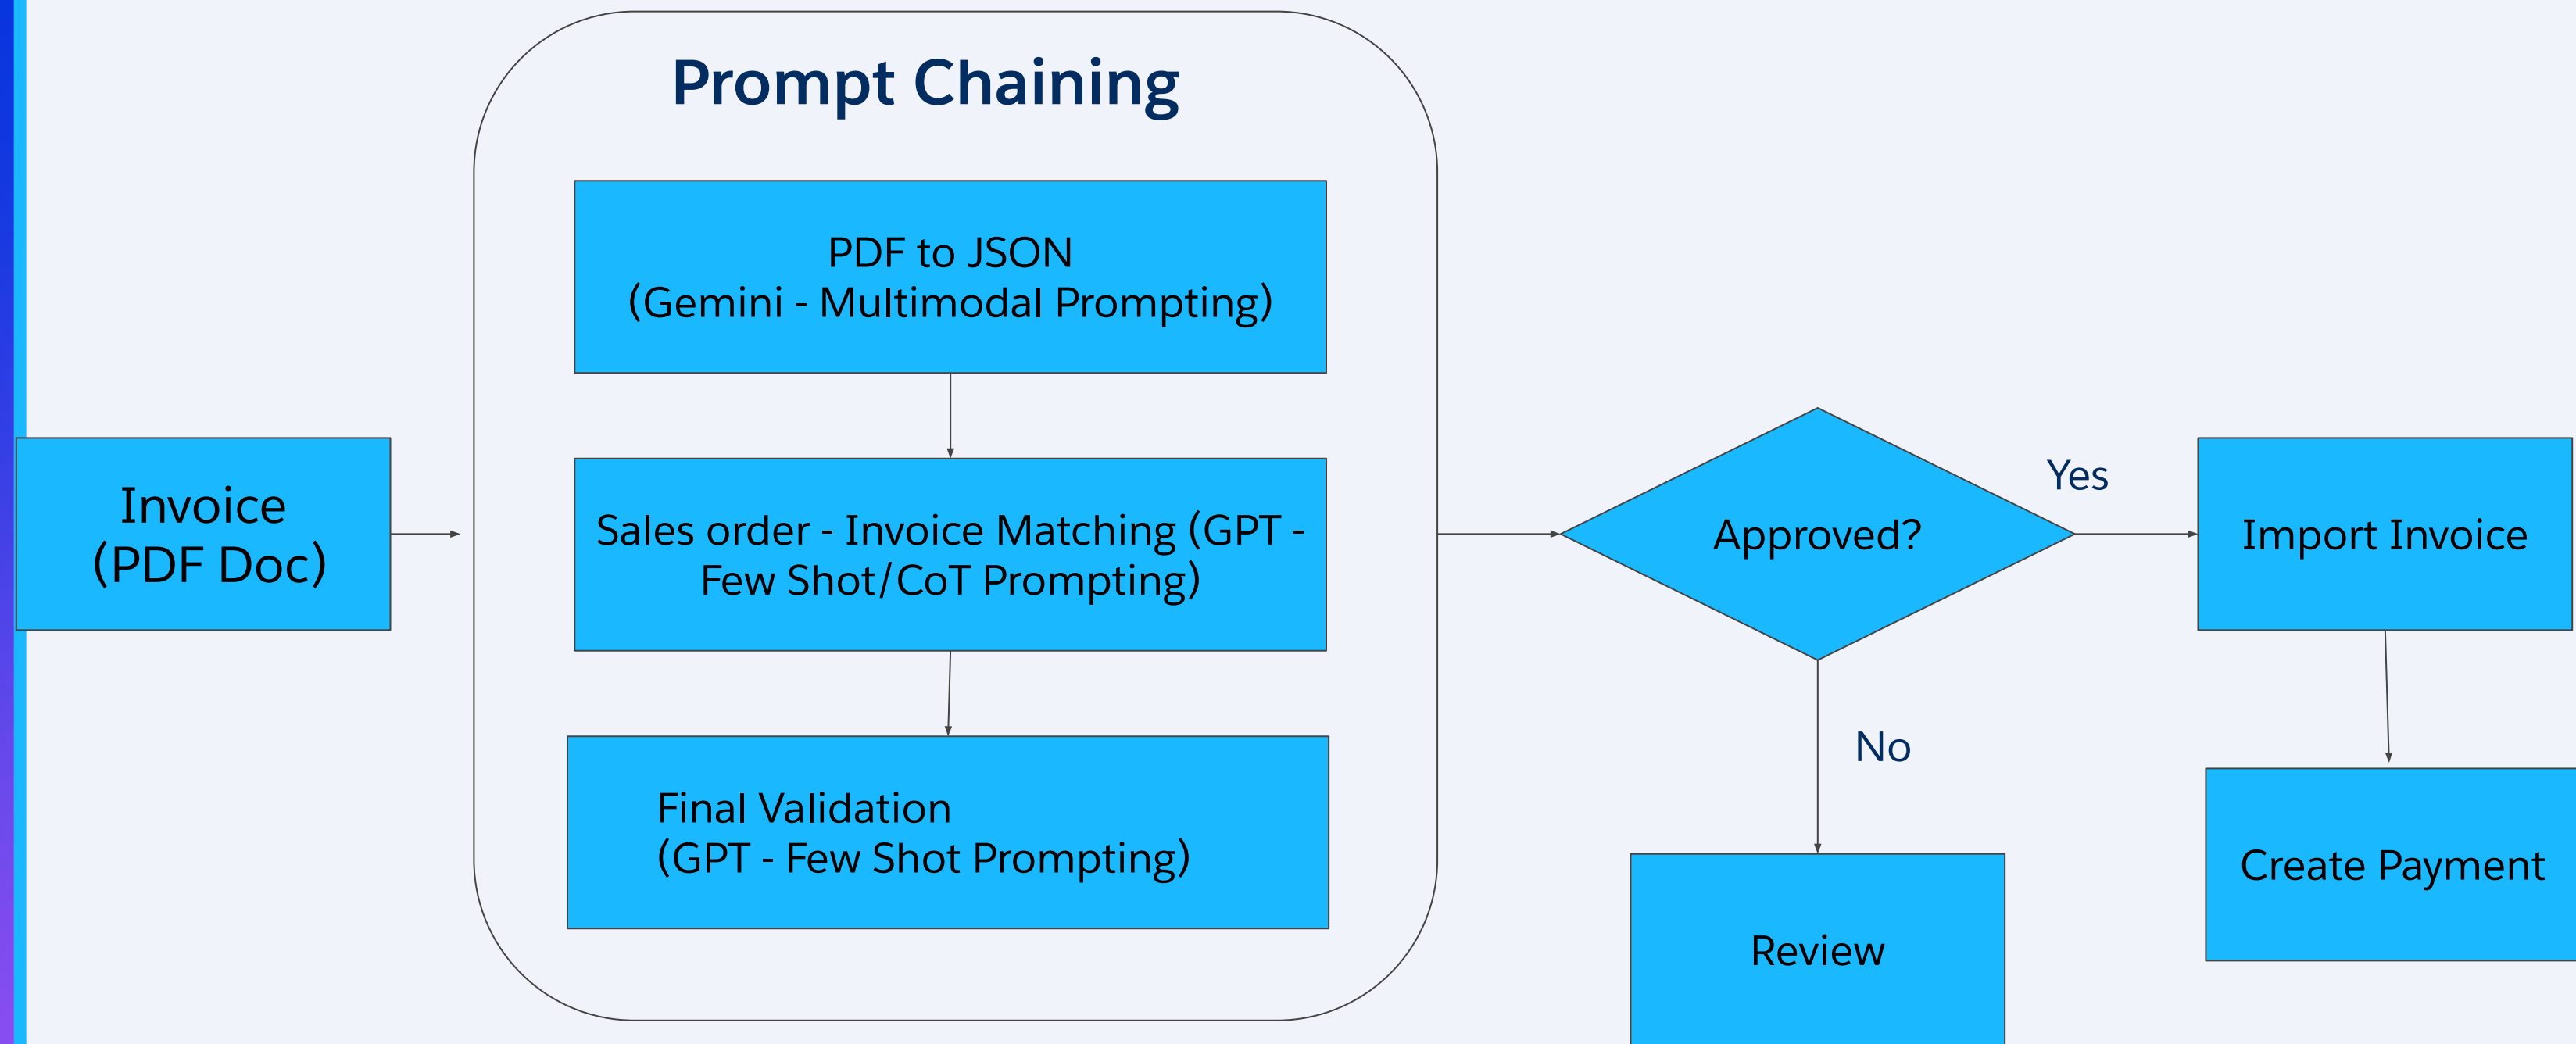 Prompt Chaining
PDF to JSON
(Gemini - Multimodal Prompting)
Invoice
(PDF Doc)
Sales order - Invoice Matching (GPT -
Few Shot/CoT Prompting)
Final Validation
(GPT - Few Shot Prompting)
Approved?
Yes
Import Invoice
No
Create Payment
Review